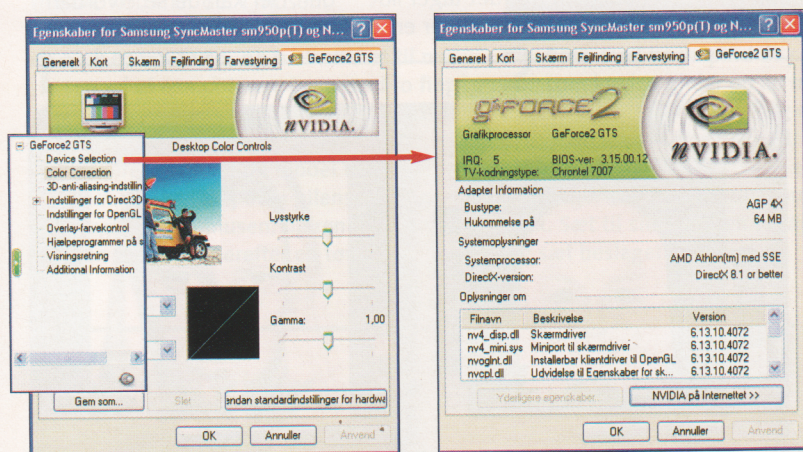 Egenskaber for Samsung SyncMaster sm950p(T) og N...
Generelt Kort Skærm Fejlfinding Farvestyring GeForce2 GTS
nVIDIA.
GeForce2 GTS
Device Selection
Color Correction
3D-anti-aliasing-indstillin
Indstillinger for Direct3D
Indstillinger for OpenGL
Overlay-farvekontrol
Hjælpeprogrammer på s
Visningsretning
Additional Information
Desktop Color Controls
Lysstyrke
Kontrast
Gamma: 1,00
Gem som... Slet endan standardindstillinger for hardwa
OK Annuller Anvend
Egenskaber for Samsung SyncMaster sm950p(T) og N...
Generelt Kort Skærm Fejlfinding Farvestyring GeForce2 GTS
GEFORCE2
nVIDIA.
Grafikprocessor GeForce2 GTS
IRQ: 5 BIOS-ver: 3.15.00.12
TV-kodningstype: Chrontel 7007
Adapter Information
Bustype: AGP 4X
Hukommelse på 64 MB
Systemoplysninger
Systemprocessor: AMD Athlon(tm) med SSE
DirectX-version: DirectX 8.1 or better
Oplysninger om
Filnavn Beskrivelse Version
nv4_disp.dll Skærmdriver 6.13.10.4072
nv4_mini.sys Miniport til skærmdriver 6.13.10.4072
nvoglnt.dll Installerbar klientdriver til OpenGL 6.13.10.4072
nvcpl.dll Udvidelse til Egenskaber for sk... 6.13.10.4072
Yderligere egenskaber... NVIDIA på Internettet >>
OK Annuller Anvend